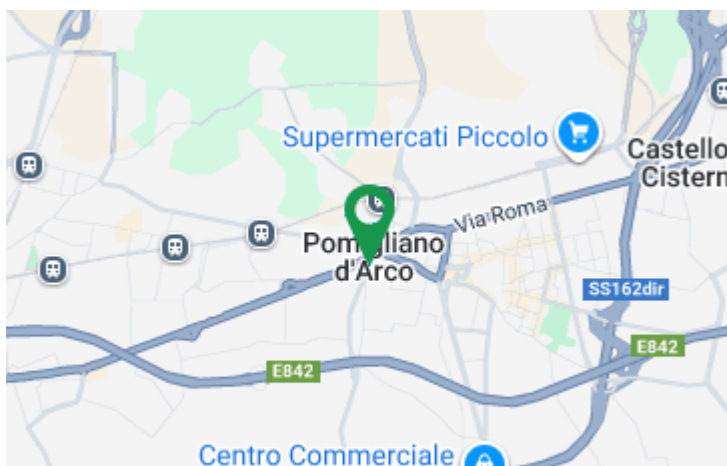 Supermercati Piccolo
Castello
Cistern
Via Roma
Pomigliano
d'Arco
SS162dir
E842
E842
Centro Commerciale